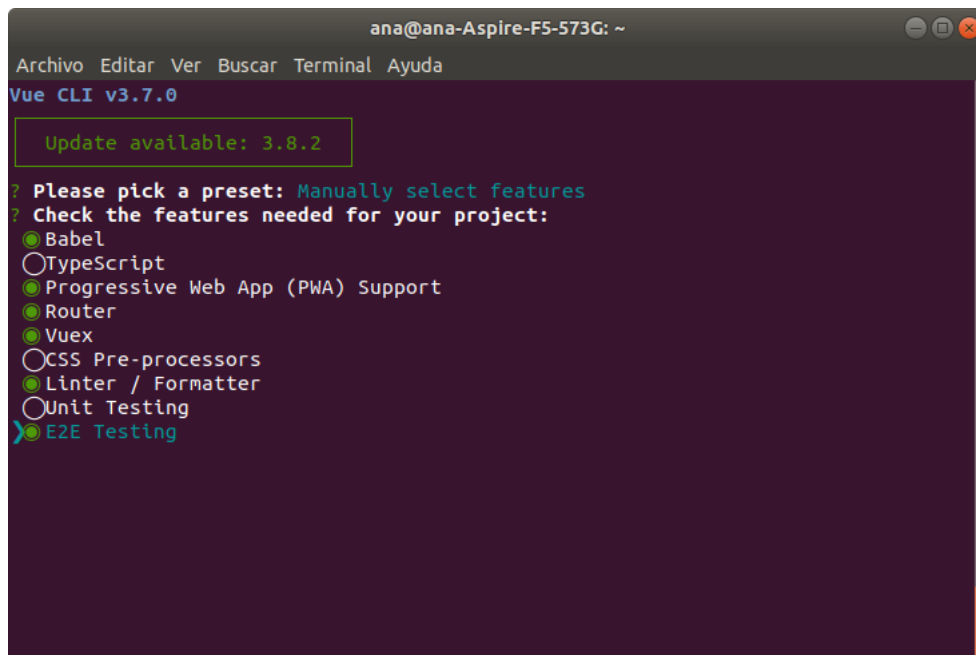 ana@ana-Aspire-F5-573G: ~
Archivo Editar Ver Buscar Terminal Ayuda
Vue CLI v3.7.0
Update available: 3.8.2
? Please pick a preset: Manually select features
? Check the features needed for your project:
◉Babel
◯TypeScript
◉Progressive Web App (PWA) Support
◉Router
◉Vuex
◯CSS Pre-processors
◉Linter / Formatter
◯Unit Testing
❯◉E2E Testing